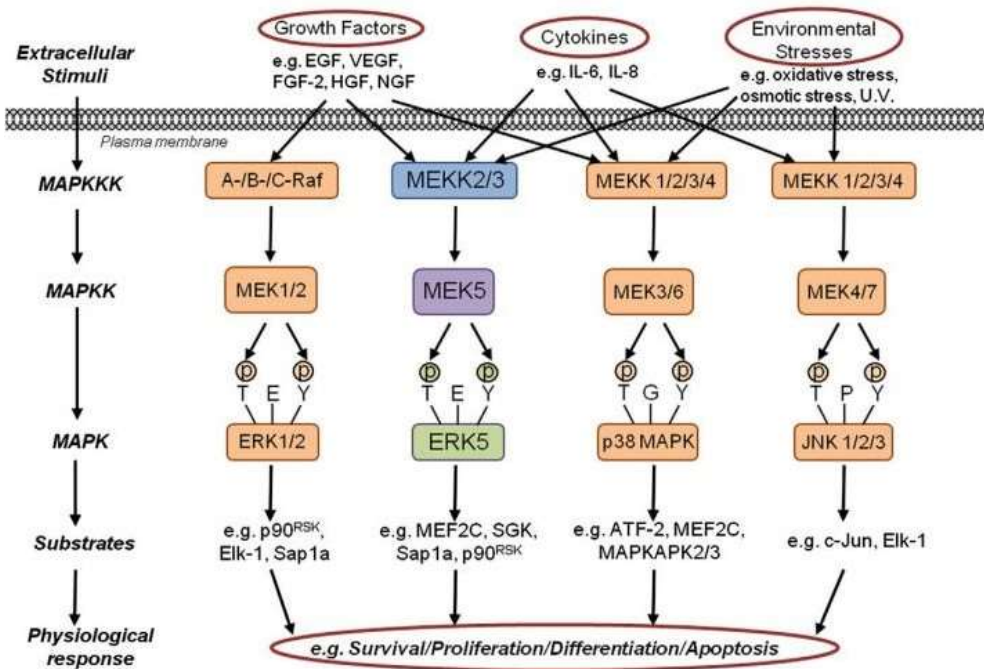 Extracellular
Stimuli
Growth Factors
e.g. EGF, VEGF,
FGF-2, HGF, NGF
Cytokines
e.g. IL-6, IL-8
Environmental
Stresses
e.g. oxidative stress,
osmotic stress, U.V.
Plasma membrane
MAPKKK
A-/B-/C-Raf
MEKK2/3
MEKK 1/2/3/4
MEKK 1/2/3/4
MAPKK
MEK1/2
MEK5
MEK3/6
MEK4/7
p p
p p
p p
p p
T E Y
T E Y
T G Y
T P Y
MAPK
ERK1/2
ERK5
p38 MAPK
JNK 1/2/3
Substrates
e.g. p90RSK,
Elk-1, Sap1a
e.g. MEF2C, SGK,
Sap1a, p90RSK
e.g. ATF-2, MEF2C,
MAPKAPK2/3
e.g. c-Jun, Elk-1
Physiological
response
e.g. Survival/Proliferation/Differentiation/Apoptosis